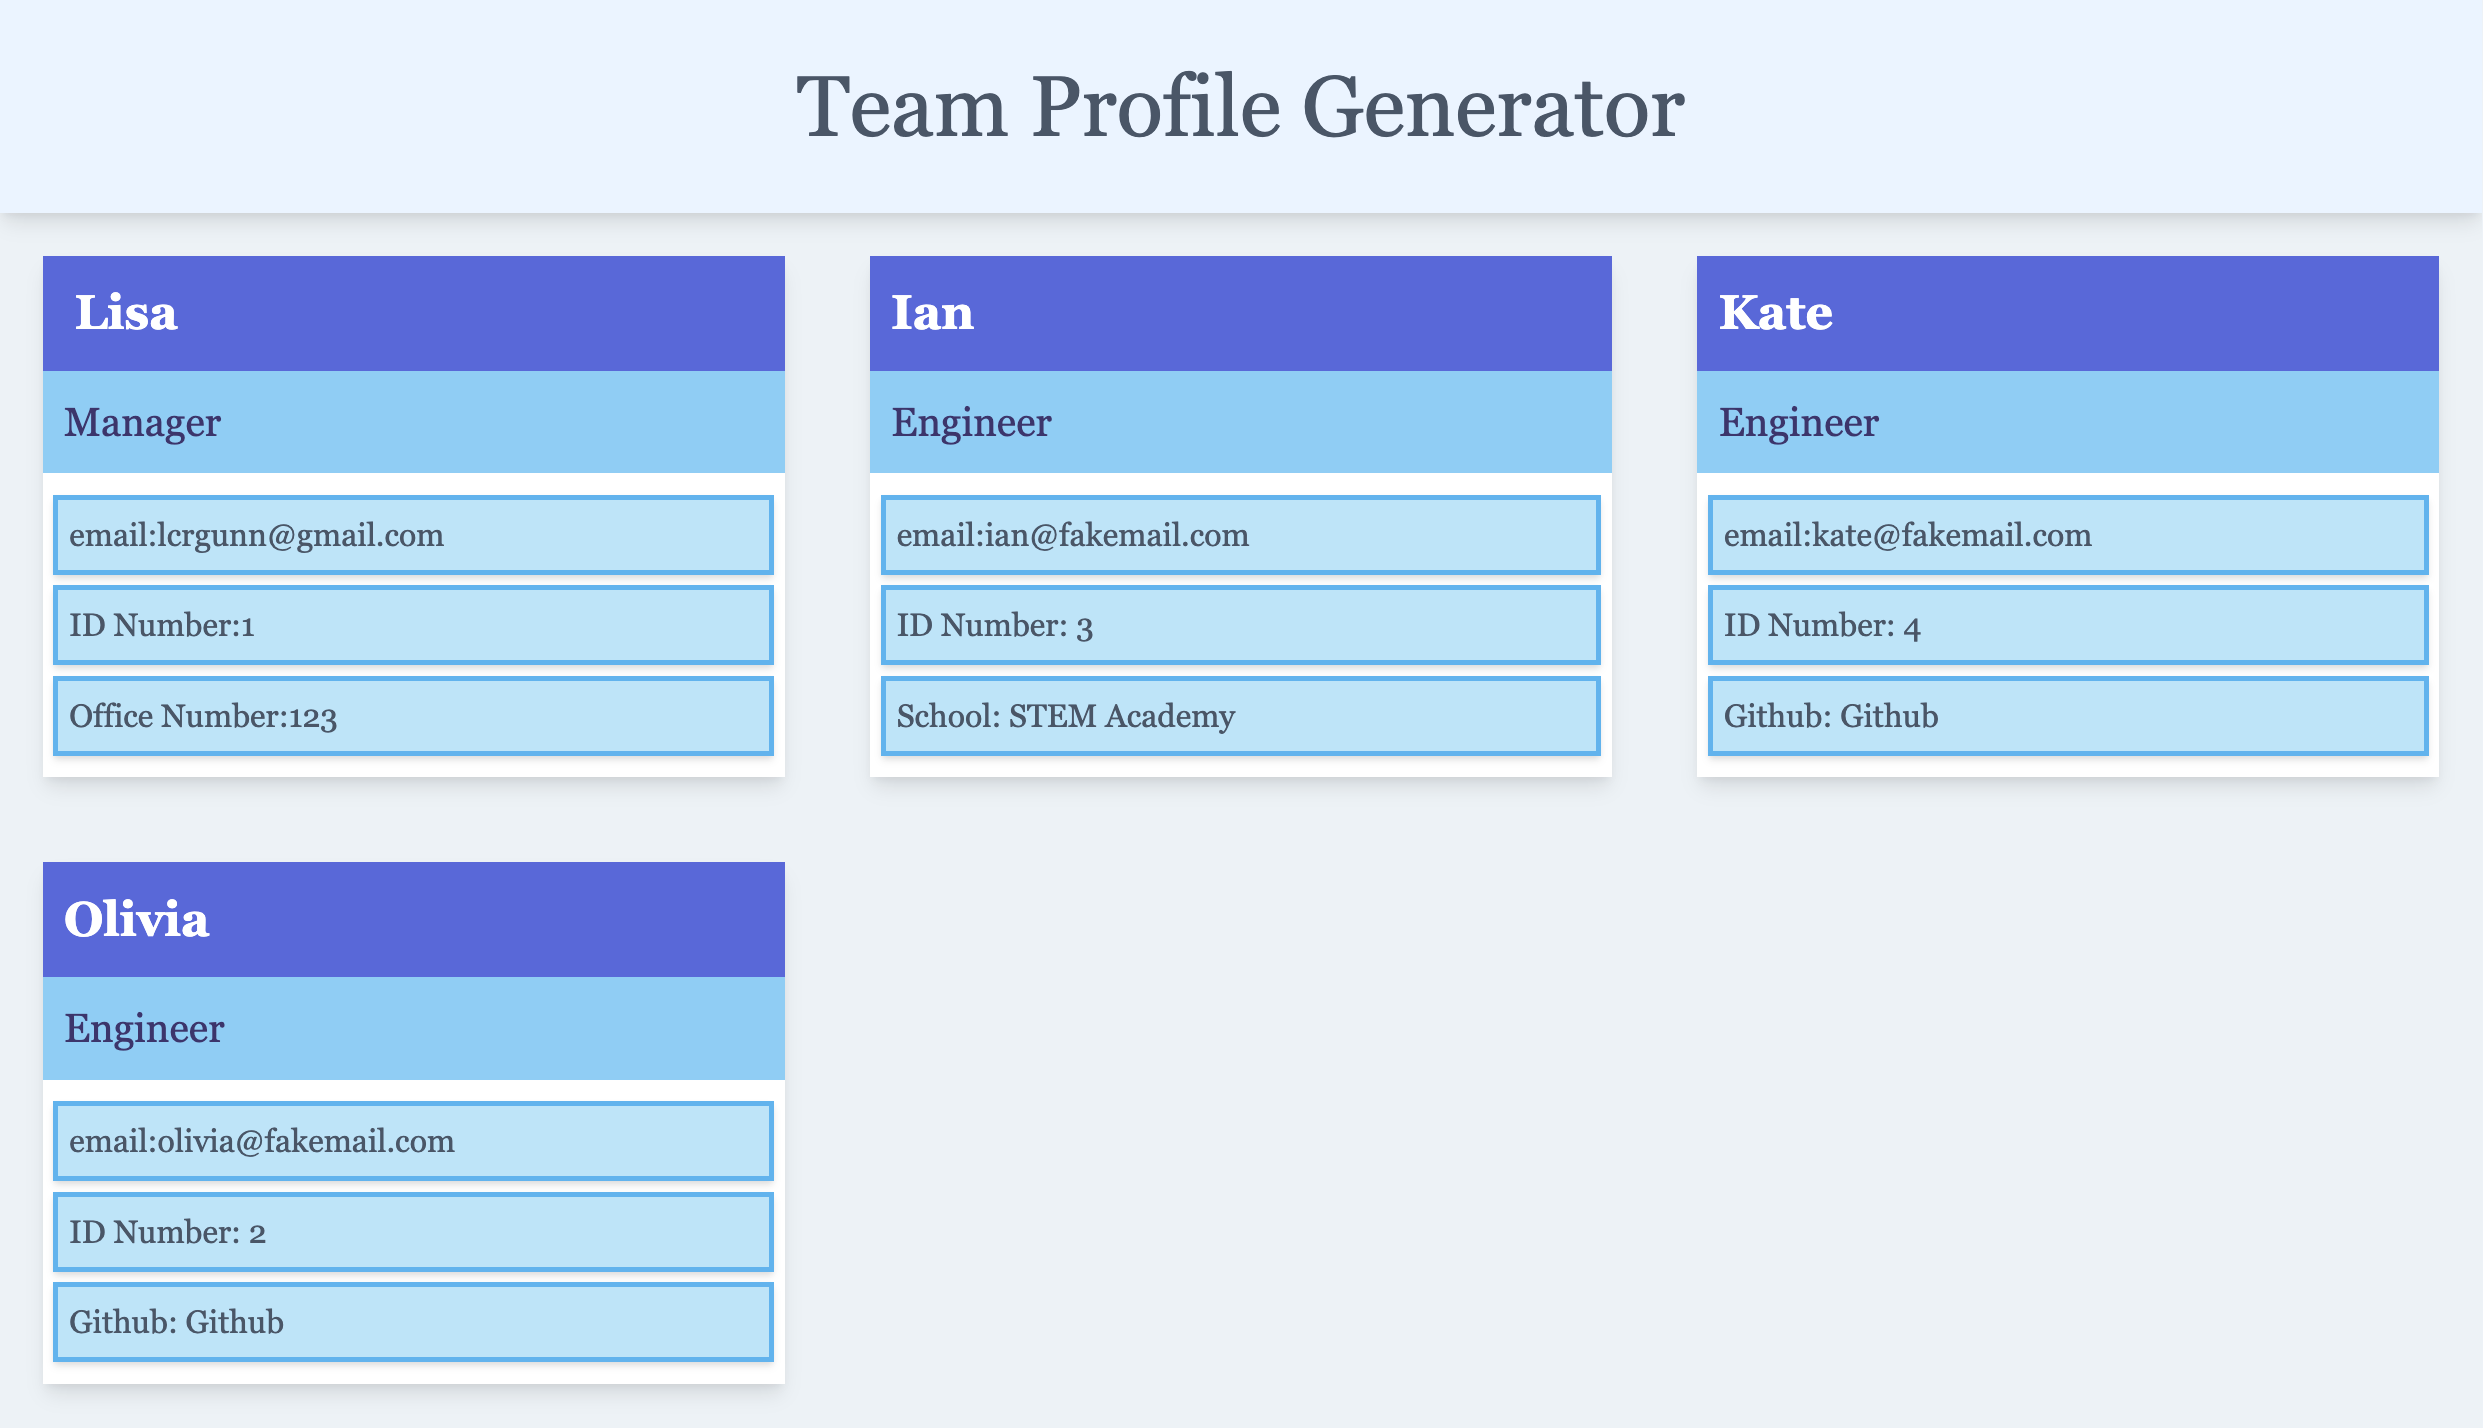 Team Profile Generator
Lisa
Manager
email:lcrgunn@gmail.com
ID Number:1
Office Number:123
Ian
Engineer
email:ian@fakemail.com
ID Number: 3
School: STEM Academy
Kate
Engineer
email:kate@fakemail.com
ID Number: 4
Github: Github
Olivia
Engineer
email:olivia@fakemail.com
ID Number: 2
Github: Github